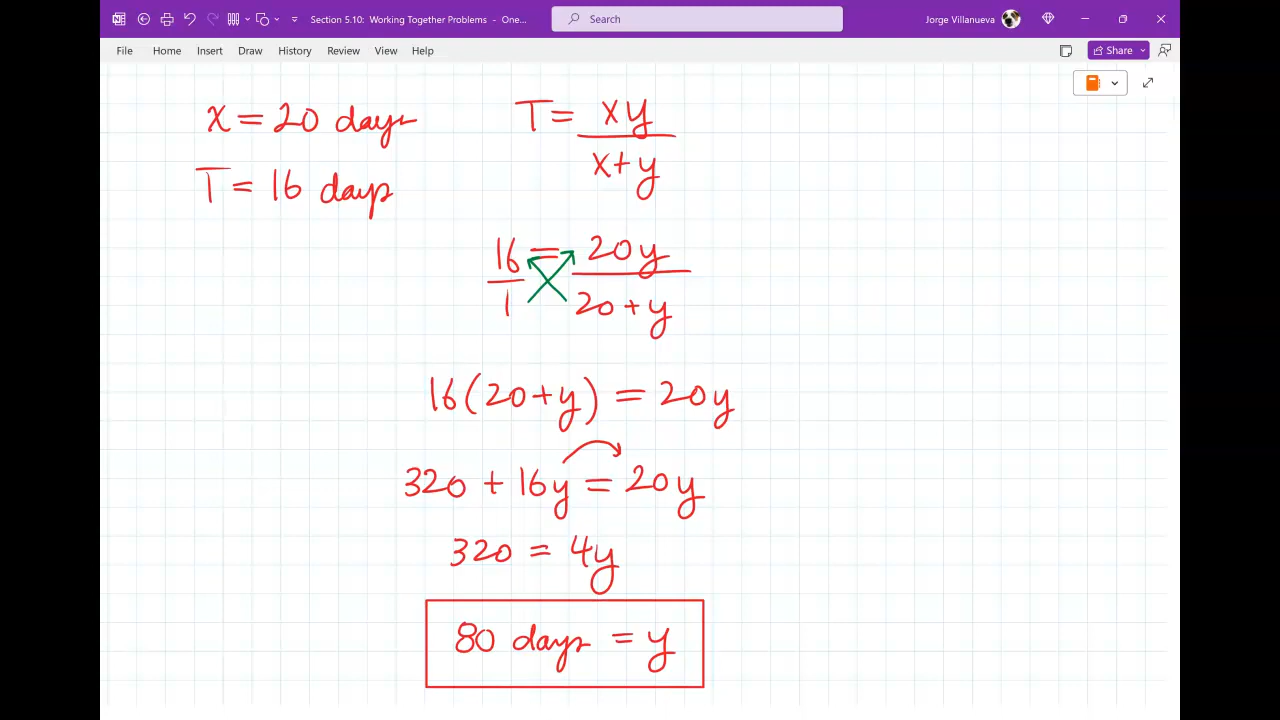 Section 5.10: Working Together Problems - One...
Search
Jorge Villanueva
File Home Insert Draw History Review View Help
Share
x = 20 days
T = 16 days
T = xy
x + y
16 = 20y
1 20 + y
16(20+y) = 20y
320 + 16y = 20y
320 = 4y
80 days = y